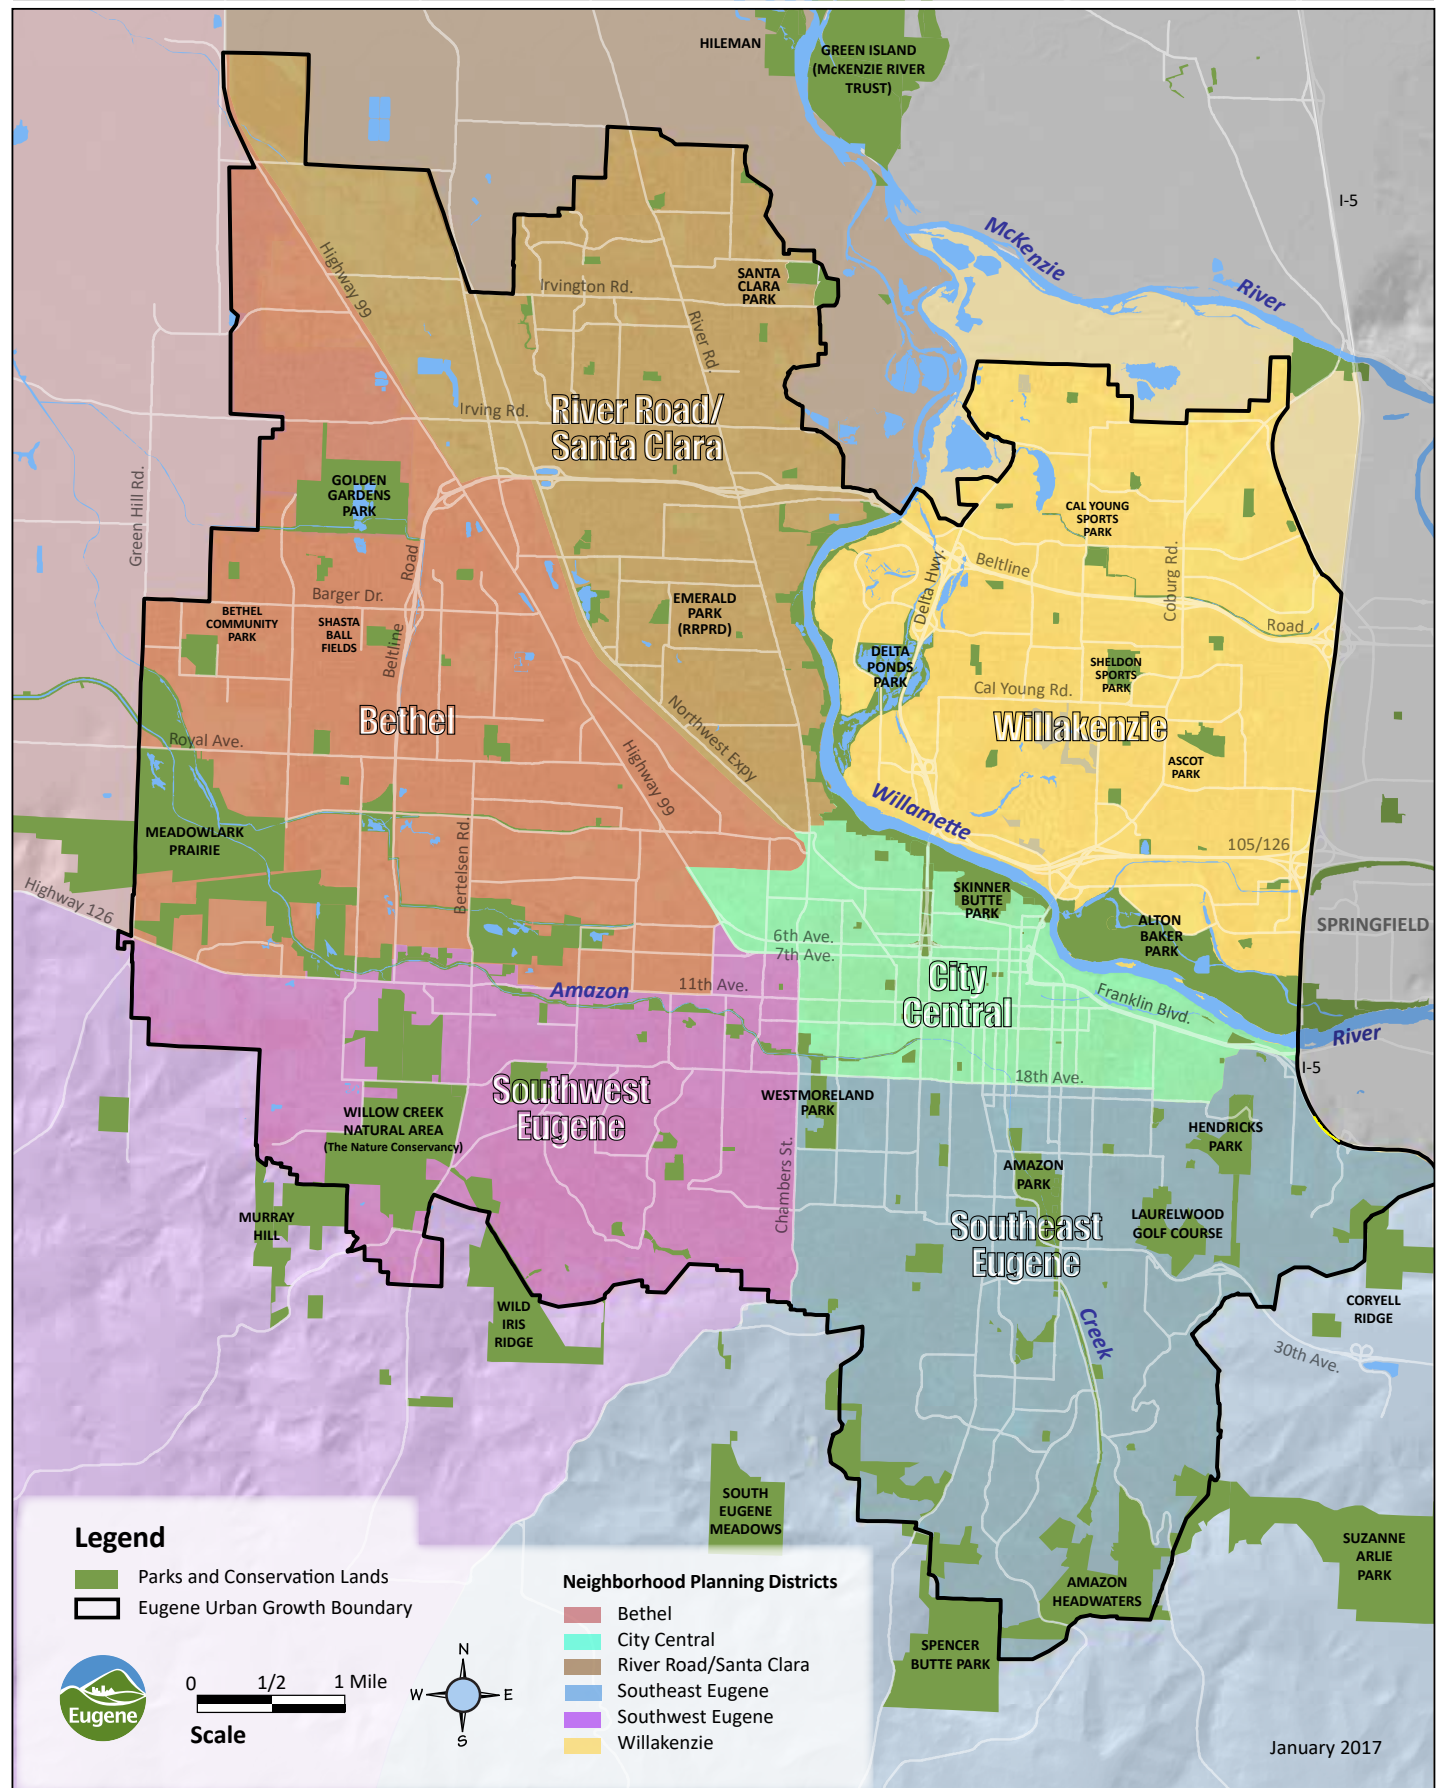 HILEMAN
GREEN ISLAND
(McKENZIE RIVER
TRUST)
I-5
McKenzie
River
Highway 99
SANTA
CLARA
PARK
Irvington Rd.
River Rd.
River Road/
Santa Clara
Irving Rd.
Green Hill Rd.
GOLDEN
GARDENS
PARK
CAL YOUNG
SPORTS
PARK
Beltline
Road
Delta Hwy.
Coburg Rd.
Road
Barger Dr.
BETHEL
COMMUNITY
PARK
SHASTA
BALL
FIELDS
Beltline
EMERALD
PARK
(RRPRD)
DELTA
PONDS
PARK
SHELDON
SPORTS
PARK
Cal Young Rd.
Bethel
Willakenzie
Northwest Expy
Royal Ave.
Highway 99
ASCOT
PARK
Willamette
MEADOWLARK
PRAIRIE
105/126
Bertelsen Rd.
Highway 126
SKINNER
BUTTE
PARK
ALTON
BAKER
PARK
SPRINGFIELD
6th Ave.
7th Ave.
City
Central
11th Ave.
Amazon
Franklin Blvd.
River
I-5
18th Ave.
Southwest
Eugene
WESTMORELAND
PARK
WILLOW CREEK
NATURAL AREA
(The Nature Conservancy)
HENDRICKS
PARK
Chambers St.
AMAZON
PARK
MURRAY
HILL
Southeast
Eugene
LAURELWOOD
GOLF COURSE
WILD
IRIS
RIDGE
CORYELL
RIDGE
Creek
30th Ave.
SOUTH
EUGENE
MEADOWS
SUZANNE
ARLIE
PARK
AMAZON
HEADWATERS
SPENCER
BUTTE PARK
Legend
Parks and Conservation Lands
Eugene Urban Growth Boundary
Neighborhood Planning Districts
Bethel
City Central
River Road/Santa Clara
Southeast Eugene
Southwest Eugene
Willakenzie
Eugene
0 1/2 1 Mile
Scale
N
W E
S
January 2017